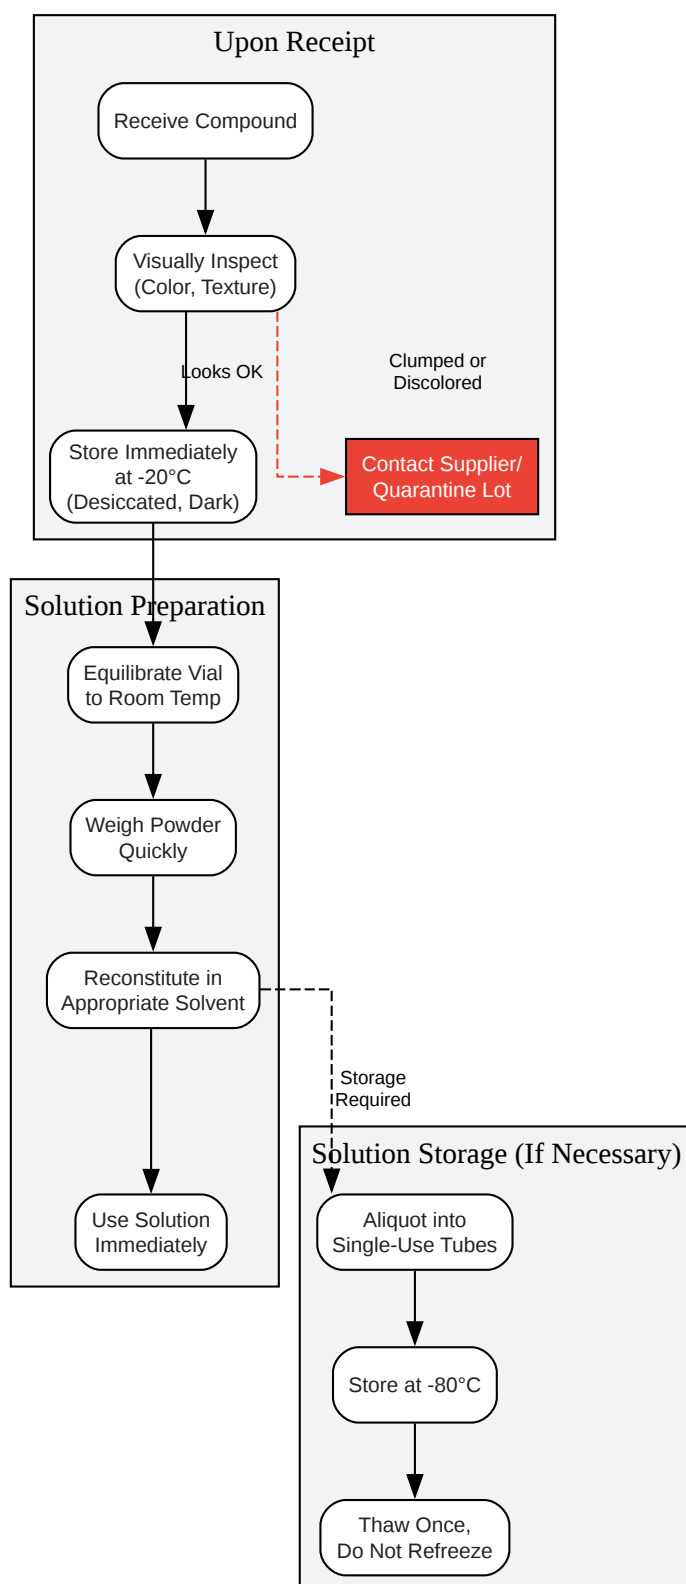 Upon Receipt
Receive Compound
Visually Inspect
(Color, Texture)
Looks OK
Clumped or
Discolored
Store Immediately
at -20°C
(Desiccated, Dark)
Contact Supplier/
Quarantine Lot
Solution Preparation
Equilibrate Vial
to Room Temp
Weigh Powder
Quickly
Reconstitute in
Appropriate Solvent
Storage
Required
Use Solution
Immediately
Solution Storage (If Necessary)
Aliquot into
Single-Use Tubes
Store at -80°C
Thaw Once,
Do Not Refreeze